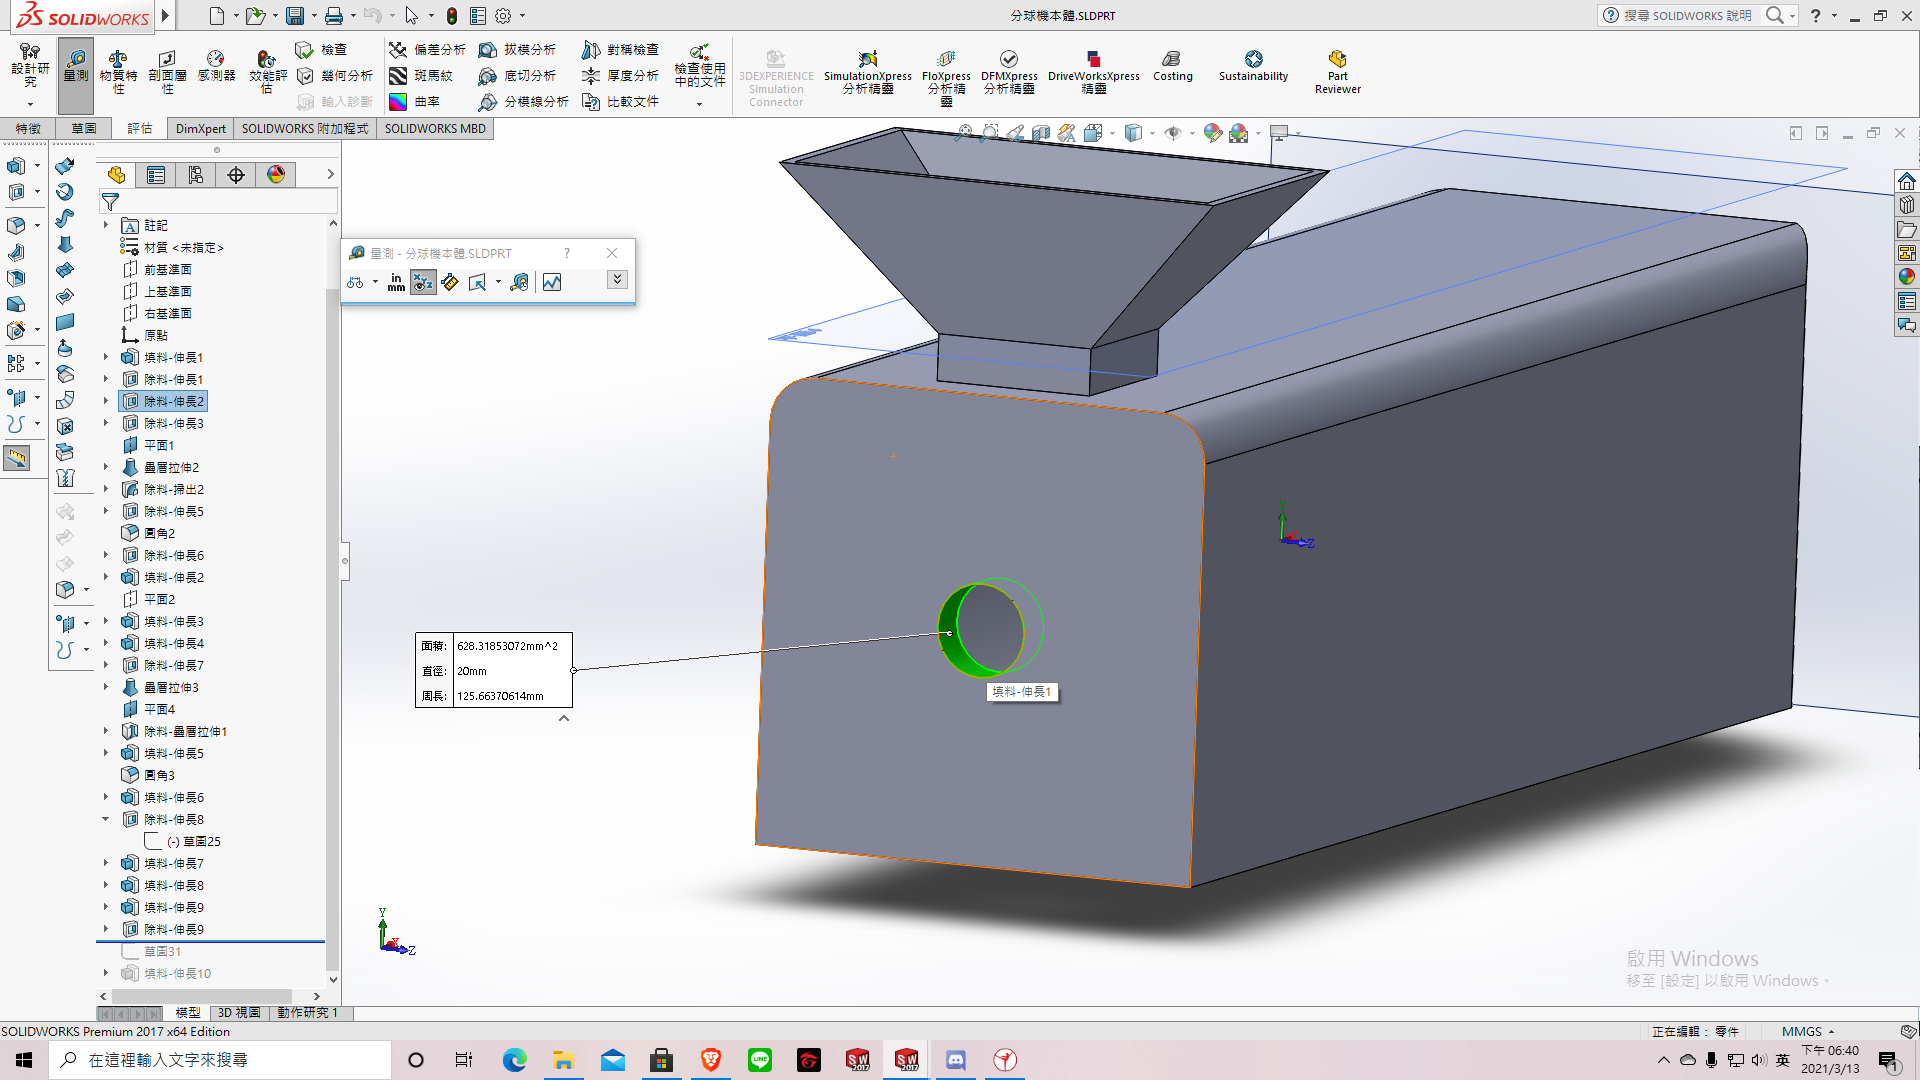 SOLIDWORKS
分球機本體.SLDPRT
搜尋 SOLIDWORKS 說明
設計研究
量測
物質特性
剖面屬性
感測器
效能評估
檢查
幾何分析
輸入診斷
偏差分析
斑馬紋
曲率
拔模分析
底切分析
分模線分析
對稱檢查
厚度分析
比較文件
檢查使用中的文件
3DEXPERIENCE Simulation Connector
SimulationXpress 分析精靈
FloXpress 分析精靈
DFMXpress 分析精靈
DriveWorksXpress 精靈
Costing
Sustainability
Part Reviewer
特徵
草圖
評估
DimXpert
SOLIDWORKS 附加程式
SOLIDWORKS MBD
註記
材質 <未指定>
前基準面
上基準面
右基準面
原點
填料-伸長1
除料-伸長1
除料-伸長2
除料-伸長3
平面1
疊層拉伸2
除料-掃出2
除料-伸長5
圓角2
除料-伸長6
填料-伸長2
平面2
填料-伸長3
填料-伸長4
除料-伸長7
疊層拉伸3
平面4
除料-疊層拉伸1
填料-伸長5
圓角3
填料-伸長6
除料-伸長8
(-) 草圖25
填料-伸長7
填料-伸長8
填料-伸長9
除料-伸長9
草圖31
填料-伸長10
量測 - 分球機本體.SLDPRT
in
mm
面積: 628.31853072mm^2
直徑: 20mm
周長: 125.66370614mm
填料-伸長1
Y
X
Z
啟用 Windows
移至 [設定] 以啟用 Windows。
模型
3D 視圖
動作研究 1
SOLIDWORKS Premium 2017 x64 Edition
正在編輯： 零件
MMGS
在這裡輸入文字來搜尋
LINE
SW 2017
SW 2017
英
下午 06:40
2021/3/13
1